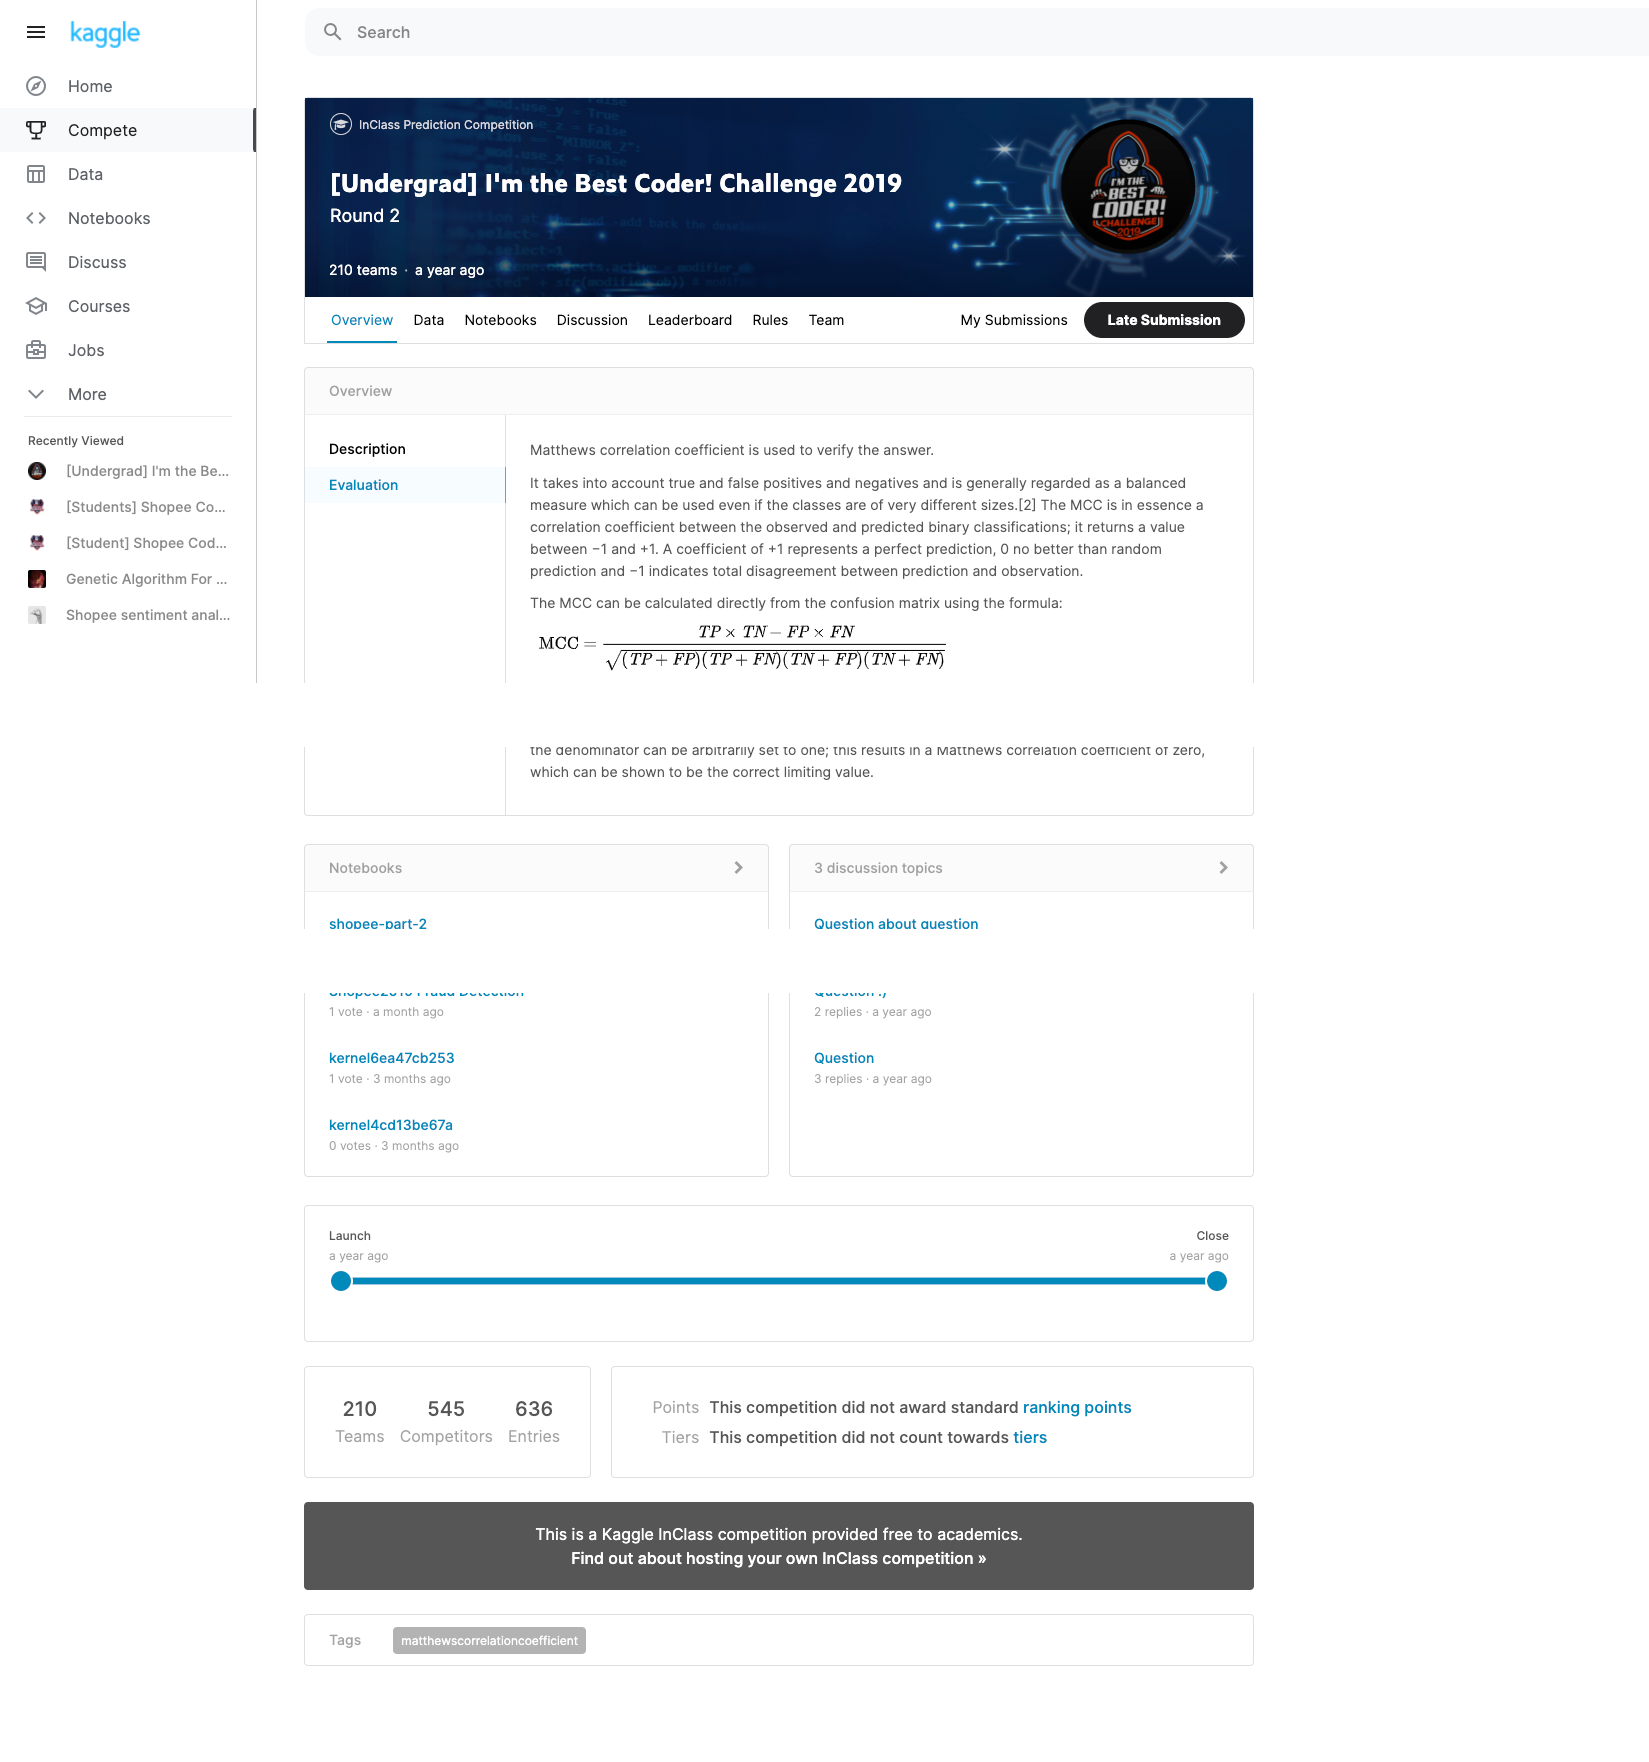 kaggle
Search
Home
Compete
Data
Notebooks
Discuss
Courses
Jobs
More
Recently Viewed
[Undergrad] I'm the Be...
[Students] Shopee Co...
[Student] Shopee Cod...
Genetic Algorithm For ...
Shopee sentiment anal...
InClass Prediction Competition
[Undergrad] I'm the Best Coder! Challenge 2019
Round 2
210 teams · a year ago
I'M THE
BEST
CODER!
CHALLENGE
2019
Overview Data Notebooks Discussion Leaderboard Rules Team My Submissions Late Submission
Overview
Description
Evaluation
Matthews correlation coefficient is used to verify the answer.
It takes into account true and false positives and negatives and is generally regarded as a balanced
measure which can be used even if the classes are of very different sizes.[2] The MCC is in essence a
correlation coefficient between the observed and predicted binary classifications; it returns a value
between −1 and +1. A coefficient of +1 represents a perfect prediction, 0 no better than random
prediction and −1 indicates total disagreement between prediction and observation.
The MCC can be calculated directly from the confusion matrix using the formula:
MCC = TP × TN − FP × FN / √(TP + FP)(TP + FN)(TN + FP)(TN + FN)
the denominator can be arbitrarily set to one; this results in a Matthews correlation coefficient of zero,
which can be shown to be the correct limiting value.
Notebooks
shopee-part-2
Shopee2019 Fraud Detection
1 vote · a month ago
kernel6ea47cb253
1 vote · 3 months ago
kernel4cd13be67a
0 votes · 3 months ago
3 discussion topics
Question about question
Question :)
2 replies · a year ago
Question
3 replies · a year ago
Launch
a year ago
Close
a year ago
210 545 636
Teams Competitors Entries
Points This competition did not award standard ranking points
Tiers This competition did not count towards tiers
This is a Kaggle InClass competition provided free to academics.
Find out about hosting your own InClass competition »
Tags matthewscorrelationcoefficient